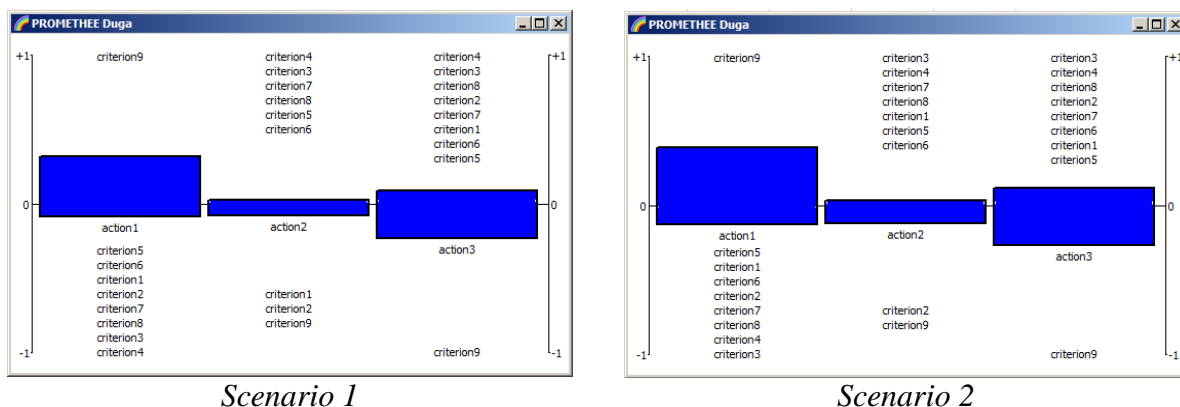 PROMETHEE Duga
+1 criterion9 criterion4 criterion4 +1
criterion3 criterion3
criterion7 criterion8
criterion8 criterion2
criterion5 criterion7
criterion6 criterion1
criterion6
criterion5
0 0
action1 action2
action3
criterion5
criterion6
criterion1
criterion2 criterion1
criterion7 criterion2
criterion8 criterion9
criterion3
-1 criterion4 criterion9 -1
Scenario 1
PROMETHEE Duga
+1 criterion9 criterion3 criterion3 +1
criterion4 criterion4
criterion7 criterion8
criterion8 criterion2
criterion1 criterion7
criterion5 criterion6
criterion6 criterion1
criterion5
0 0
action1 action2
action3
criterion5
criterion1
criterion6
criterion2
criterion7 criterion2
criterion8 criterion9
criterion4
-1 criterion3 criterion9 -1
Scenario 2